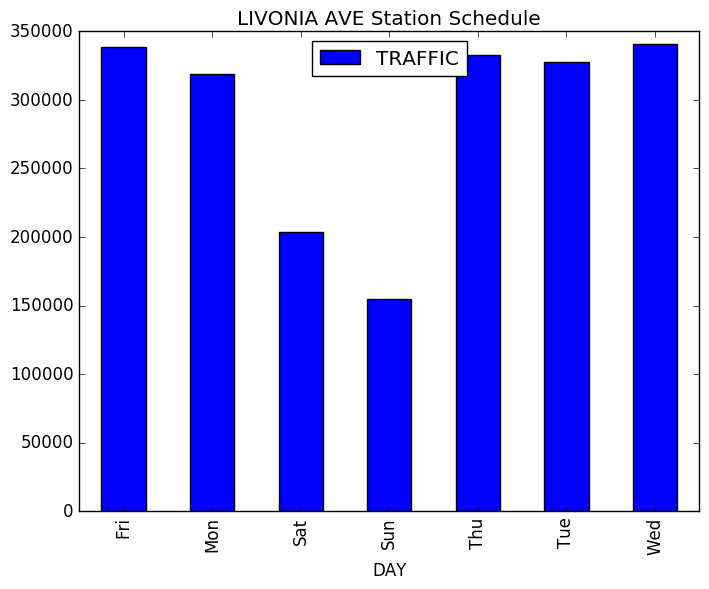 LIVONIA AVE Station Schedule
TRAFFIC
350000
300000
250000
200000
150000
100000
50000
0
Fri
Mon
Sat
Sun
Thu
Tue
Wed
DAY